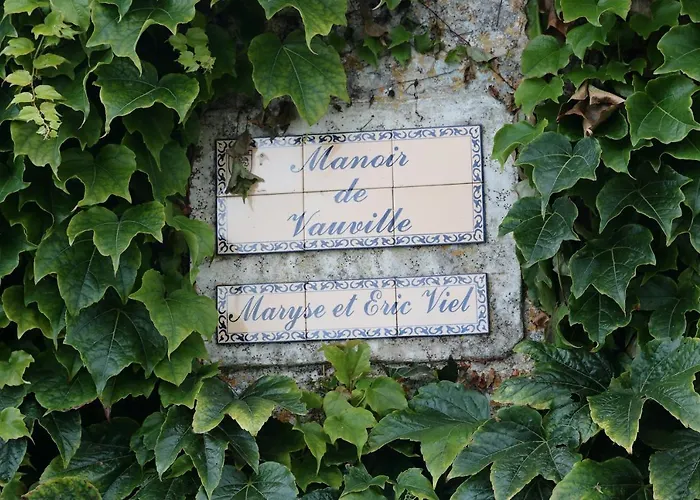 Manoir
de
Vauville
Maryse et Eric Viel